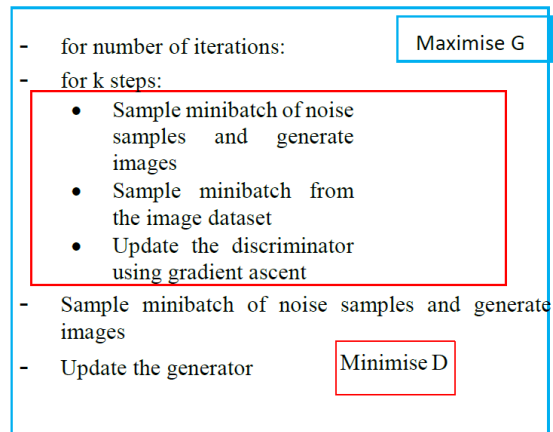 - for number of iterations:
Maximise G
- for k steps:
• Sample minibatch of noise
samples and generate
images
• Sample minibatch from
the image dataset
• Update the discriminator
using gradient ascent
- Sample minibatch of noise samples and generate
images
- Update the generator
Minimise D